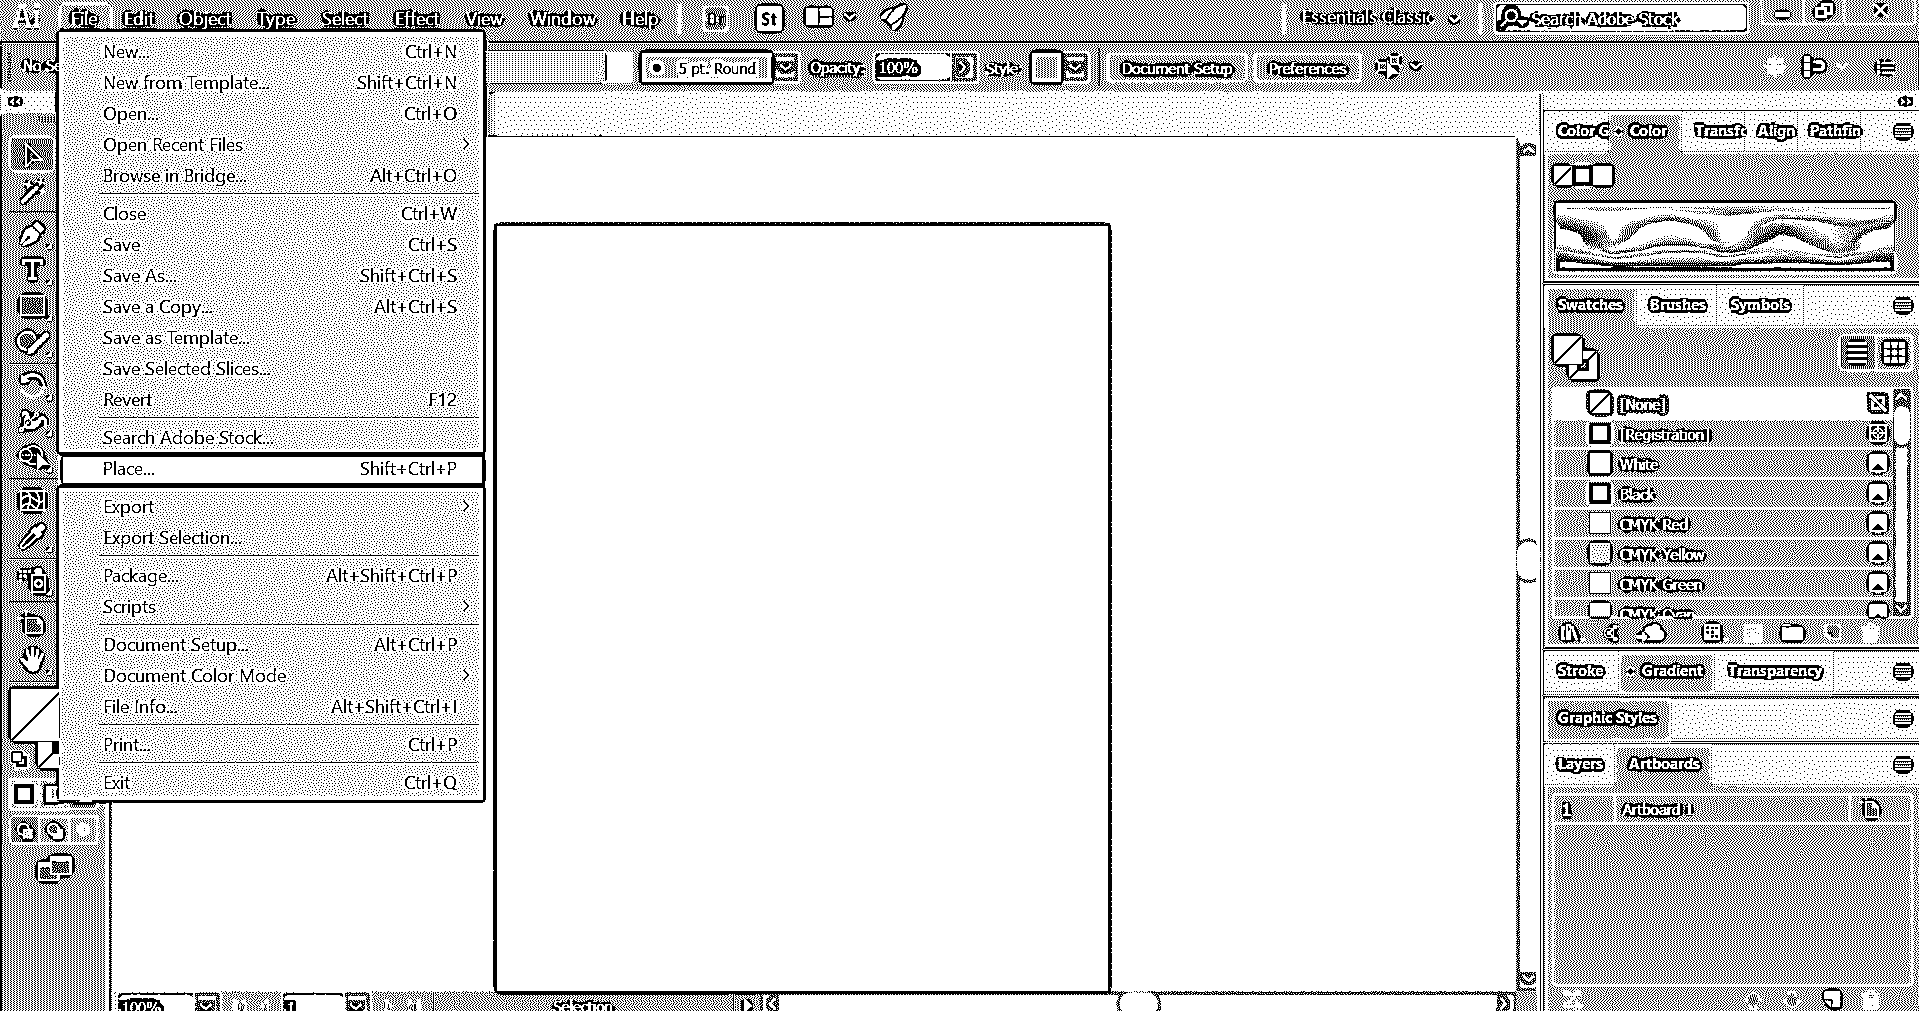 Ai File Edit Object Type Select Effect View Window Help Br St Essentials Classic Search Adobe Stock
5 pt. Round Opacity: 100% Style: Document Setup Preferences
New... Ctrl+N
New from Template... Shift+Ctrl+N
Open... Ctrl+O
Open Recent Files
Browse in Bridge... Alt+Ctrl+O
Close Ctrl+W
Save Ctrl+S
Save As... Shift+Ctrl+S
Save a Copy... Alt+Ctrl+S
Save as Template...
Save Selected Slices...
Revert F12
Search Adobe Stock...
Place... Shift+Ctrl+P
Export
Export Selection...
Package... Alt+Shift+Ctrl+P
Scripts
Document Setup... Alt+Ctrl+P
Document Color Mode
File Info... Alt+Shift+Ctrl+I
Print... Ctrl+P
Exit Ctrl+Q
Color G Color Transfo Align Pathfin
Swatches Brushes Symbols
[None]
[Registration]
White
Black
CMYK Red
CMYK Yellow
CMYK Green
CMYK Cyan
Stroke Gradient Transparency
Graphic Styles
Layers Artboards
1 Artboard 1
100% 1 Selection